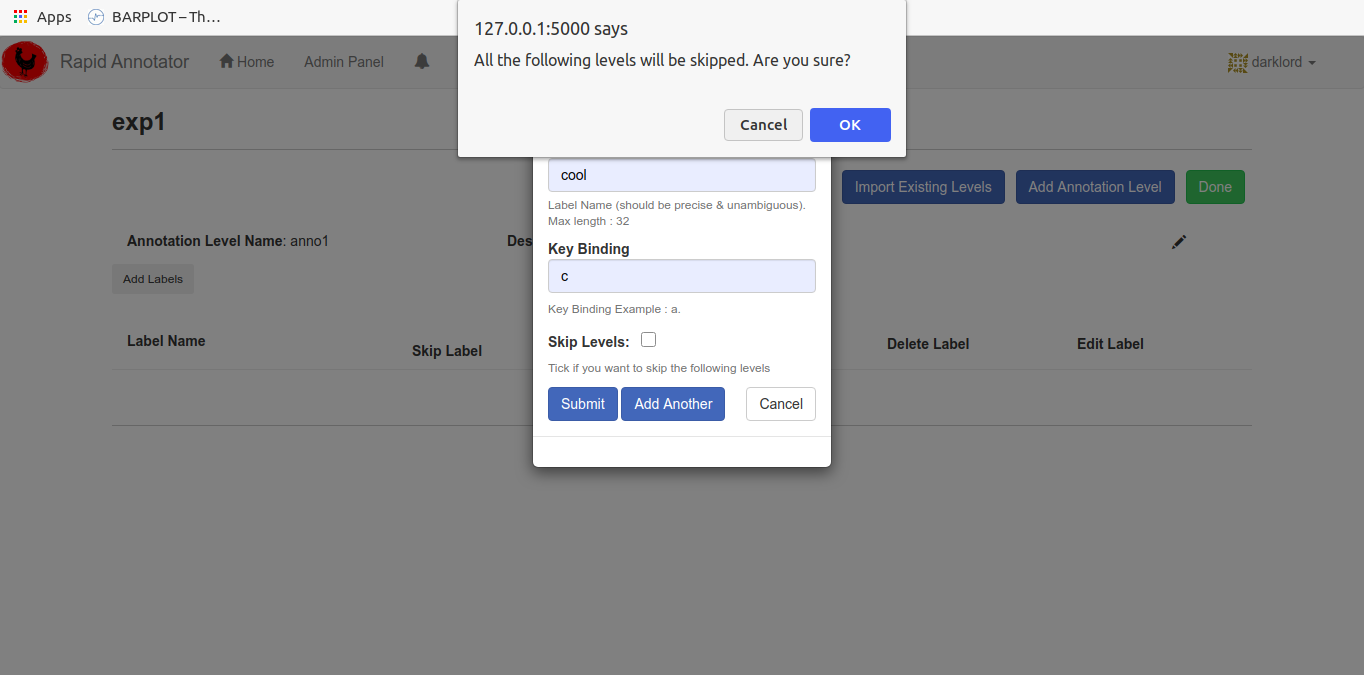 Apps BARPLOT – Th…
127.0.0.1:5000 says
All the following levels will be skipped. Are you sure?
Cancel OK
Rapid Annotator Home Admin Panel darklord
exp1
cool
Import Existing Levels Add Annotation Level Done
Label Name (should be precise & unambiguous).
Max length : 32
Annotation Level Name: anno1 Des
Key Binding
c
Add Labels
Key Binding Example : a.
Label Name Skip Label Delete Label Edit Label
Skip Levels:
Tick if you want to skip the following levels
Submit Add Another Cancel